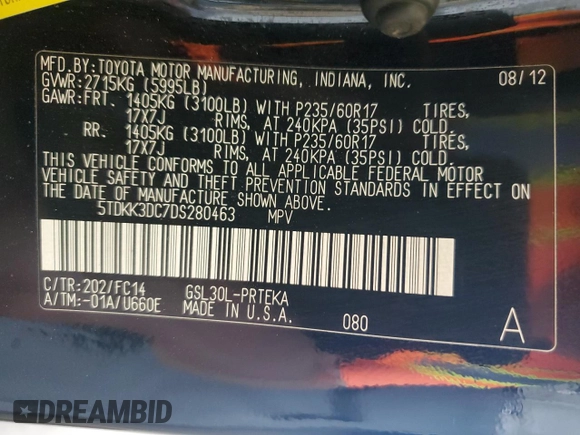 MFD.BY:TOYOTA MOTOR MANUFACTURING, INDIANA, INC. 08/12
GVWR:2715KG (5995LB)
GAWR:FRT. 1405KG (3100LB) WITH P235/60R17 TIRES,
17X7J RIMS, AT 240KPA (35PSI) COLD.
RR. 1405KG (3100LB) WITH P235/60R17 TIRES,
17X7J RIMS, AT 240KPA (35PSI) COLD.
THIS VEHICLE CONFORMS TO ALL APPLICABLE FEDERAL MOTOR
VEHICLE SAFETY AND THEFT PREVENTION STANDARDS IN EFFECT ON
THE DATE OF MANUFACTURE SHOWN ABOVE.
5TDKK3DC7DS280463 MPV
C/TR:202/FC14 GSL30L-PRTEKA
A/TM:-01A/U660E MADE IN U.S.A. 080 A
DREAMBID